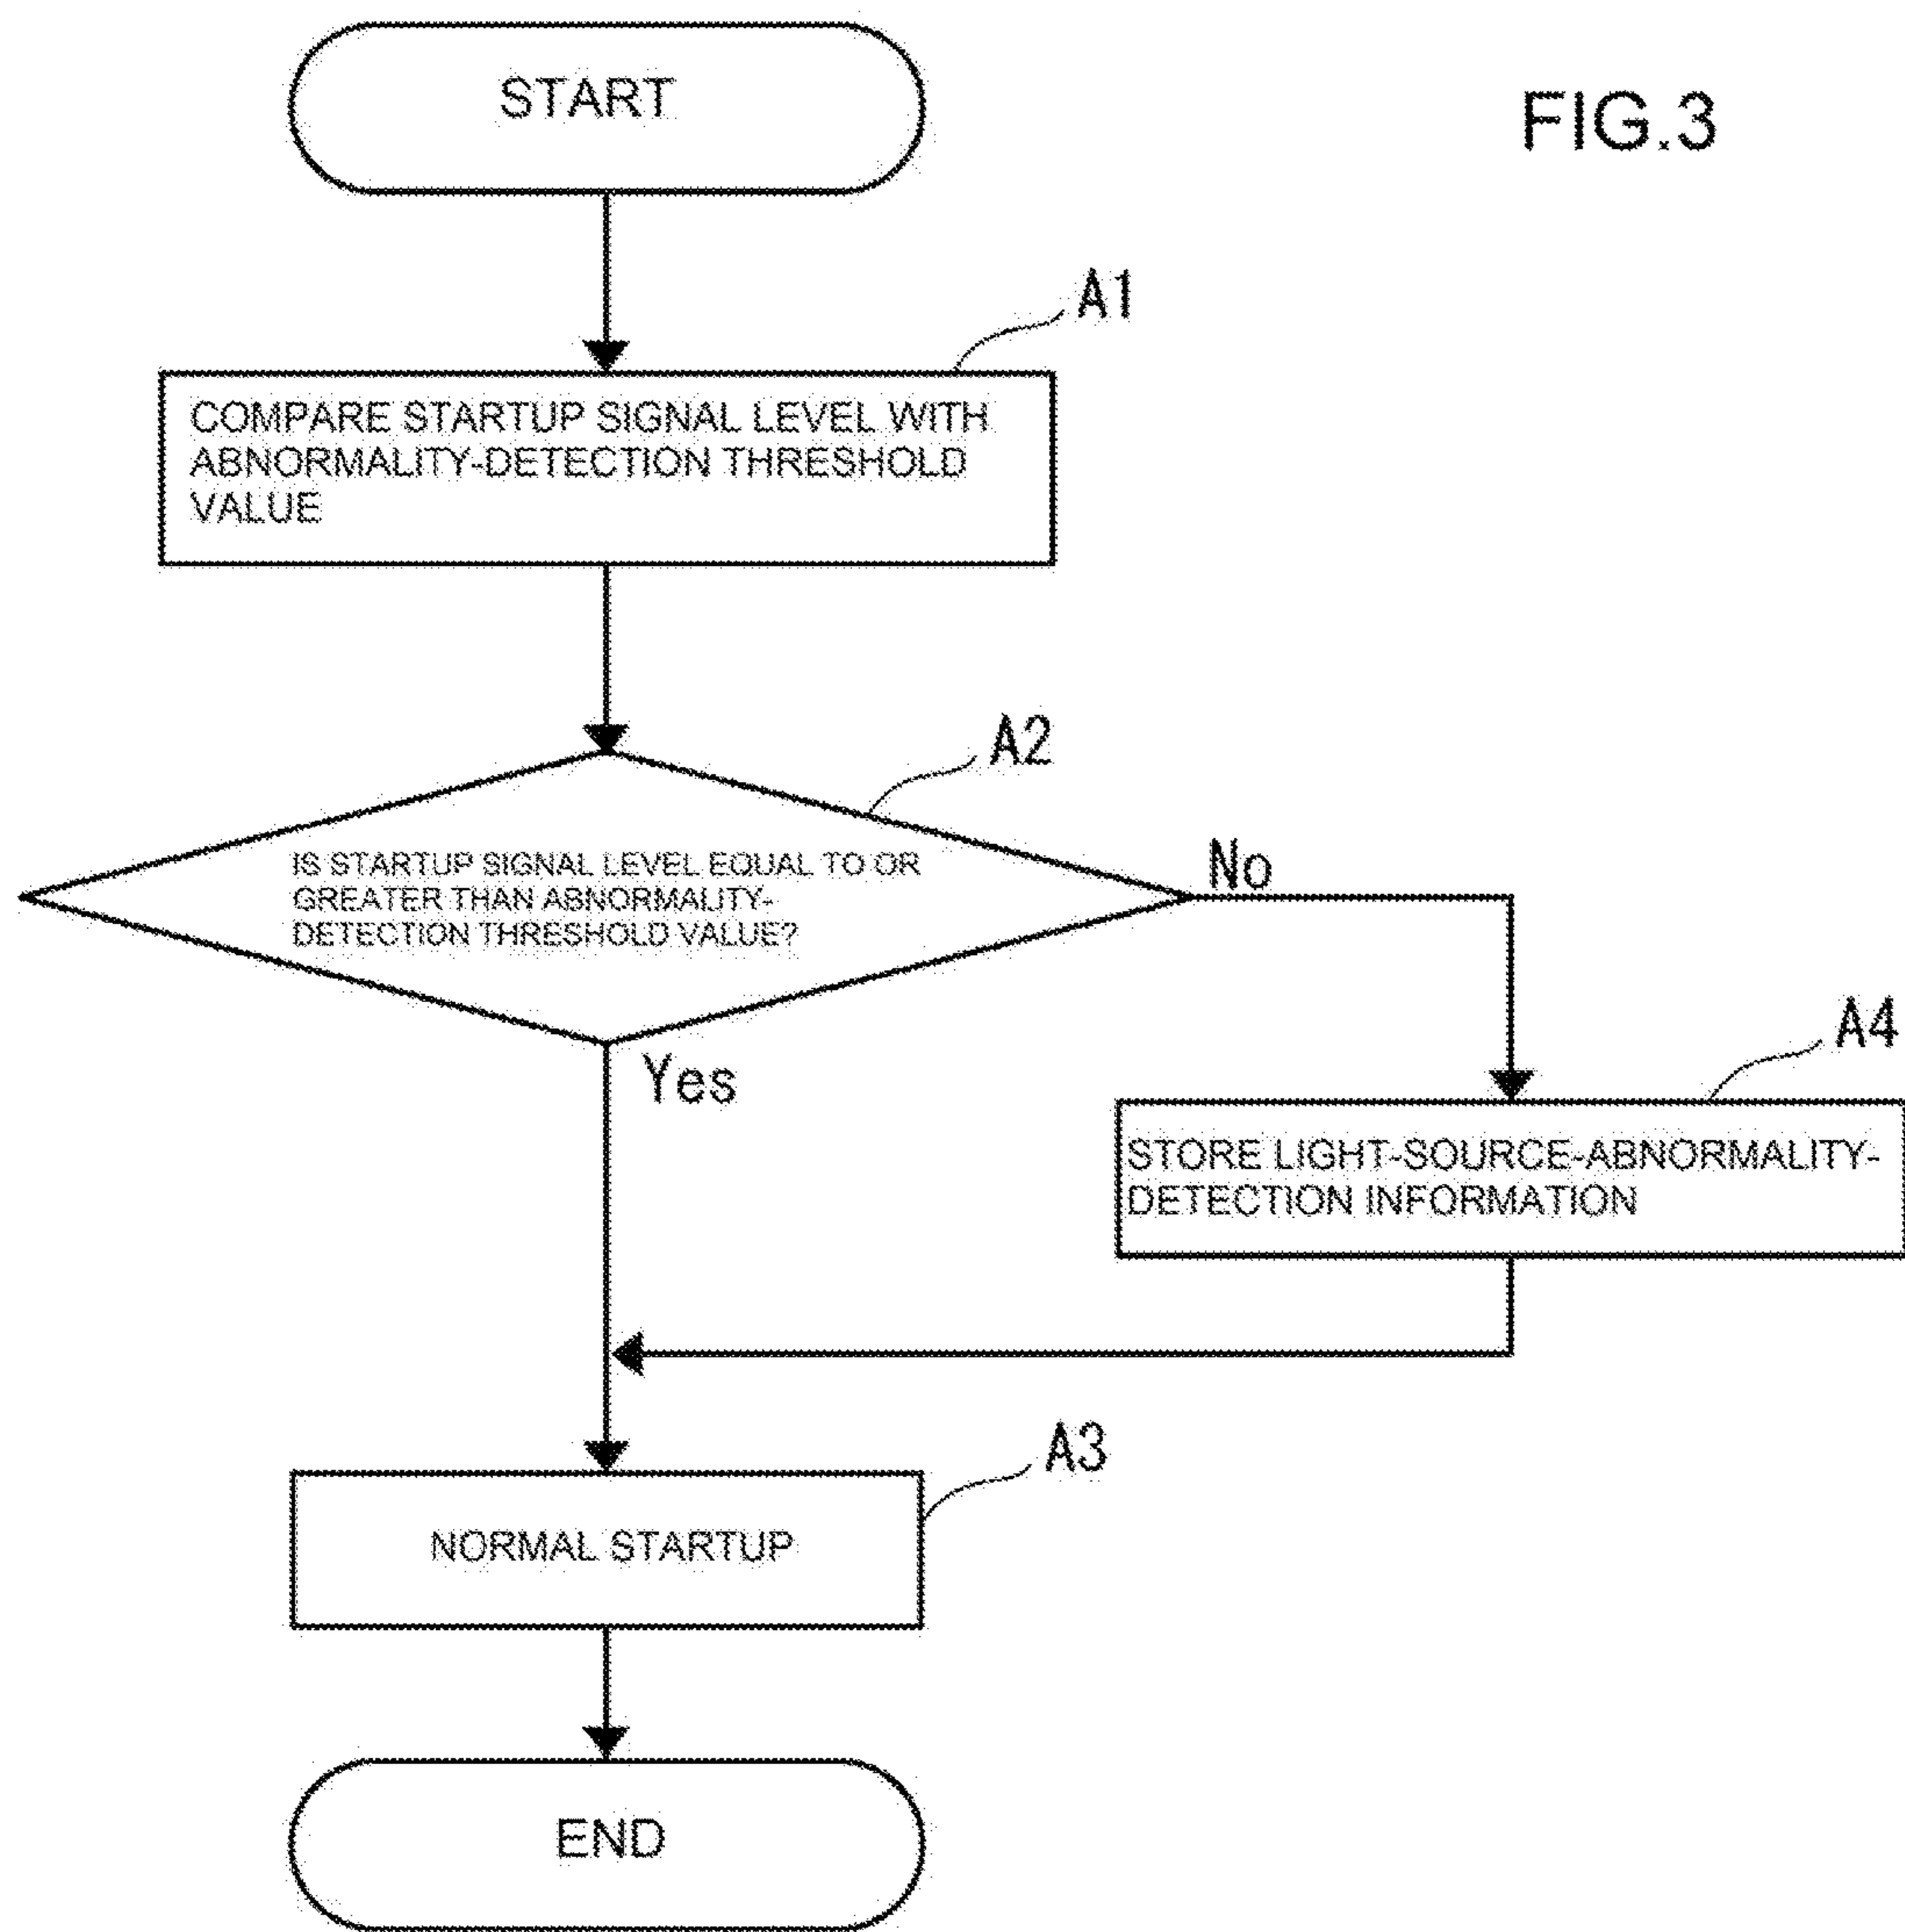 START
FIG.3
A1
COMPARE STARTUP SIGNAL LEVEL WITH
ABNORMALITY-DETECTION THRESHOLD
VALUE
A2
IS STARTUP SIGNAL LEVEL EQUAL TO OR
GREATER THAN ABNORMALITY-
DETECTION THRESHOLD VALUE?
No
Yes
A4
STORE LIGHT-SOURCE-ABNORMALITY-
DETECTION INFORMATION
A3
NORMAL STARTUP
END